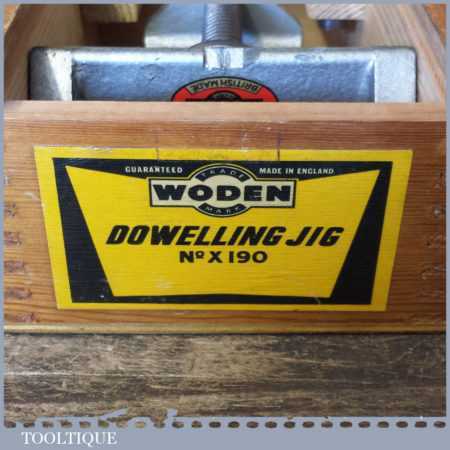 BRITISH MADE
GUARANTEED
TRADE
MADE IN ENGLAND
WODEN
MARK
DOWELLING JIG
Nº X 190
TOOLTIQUE